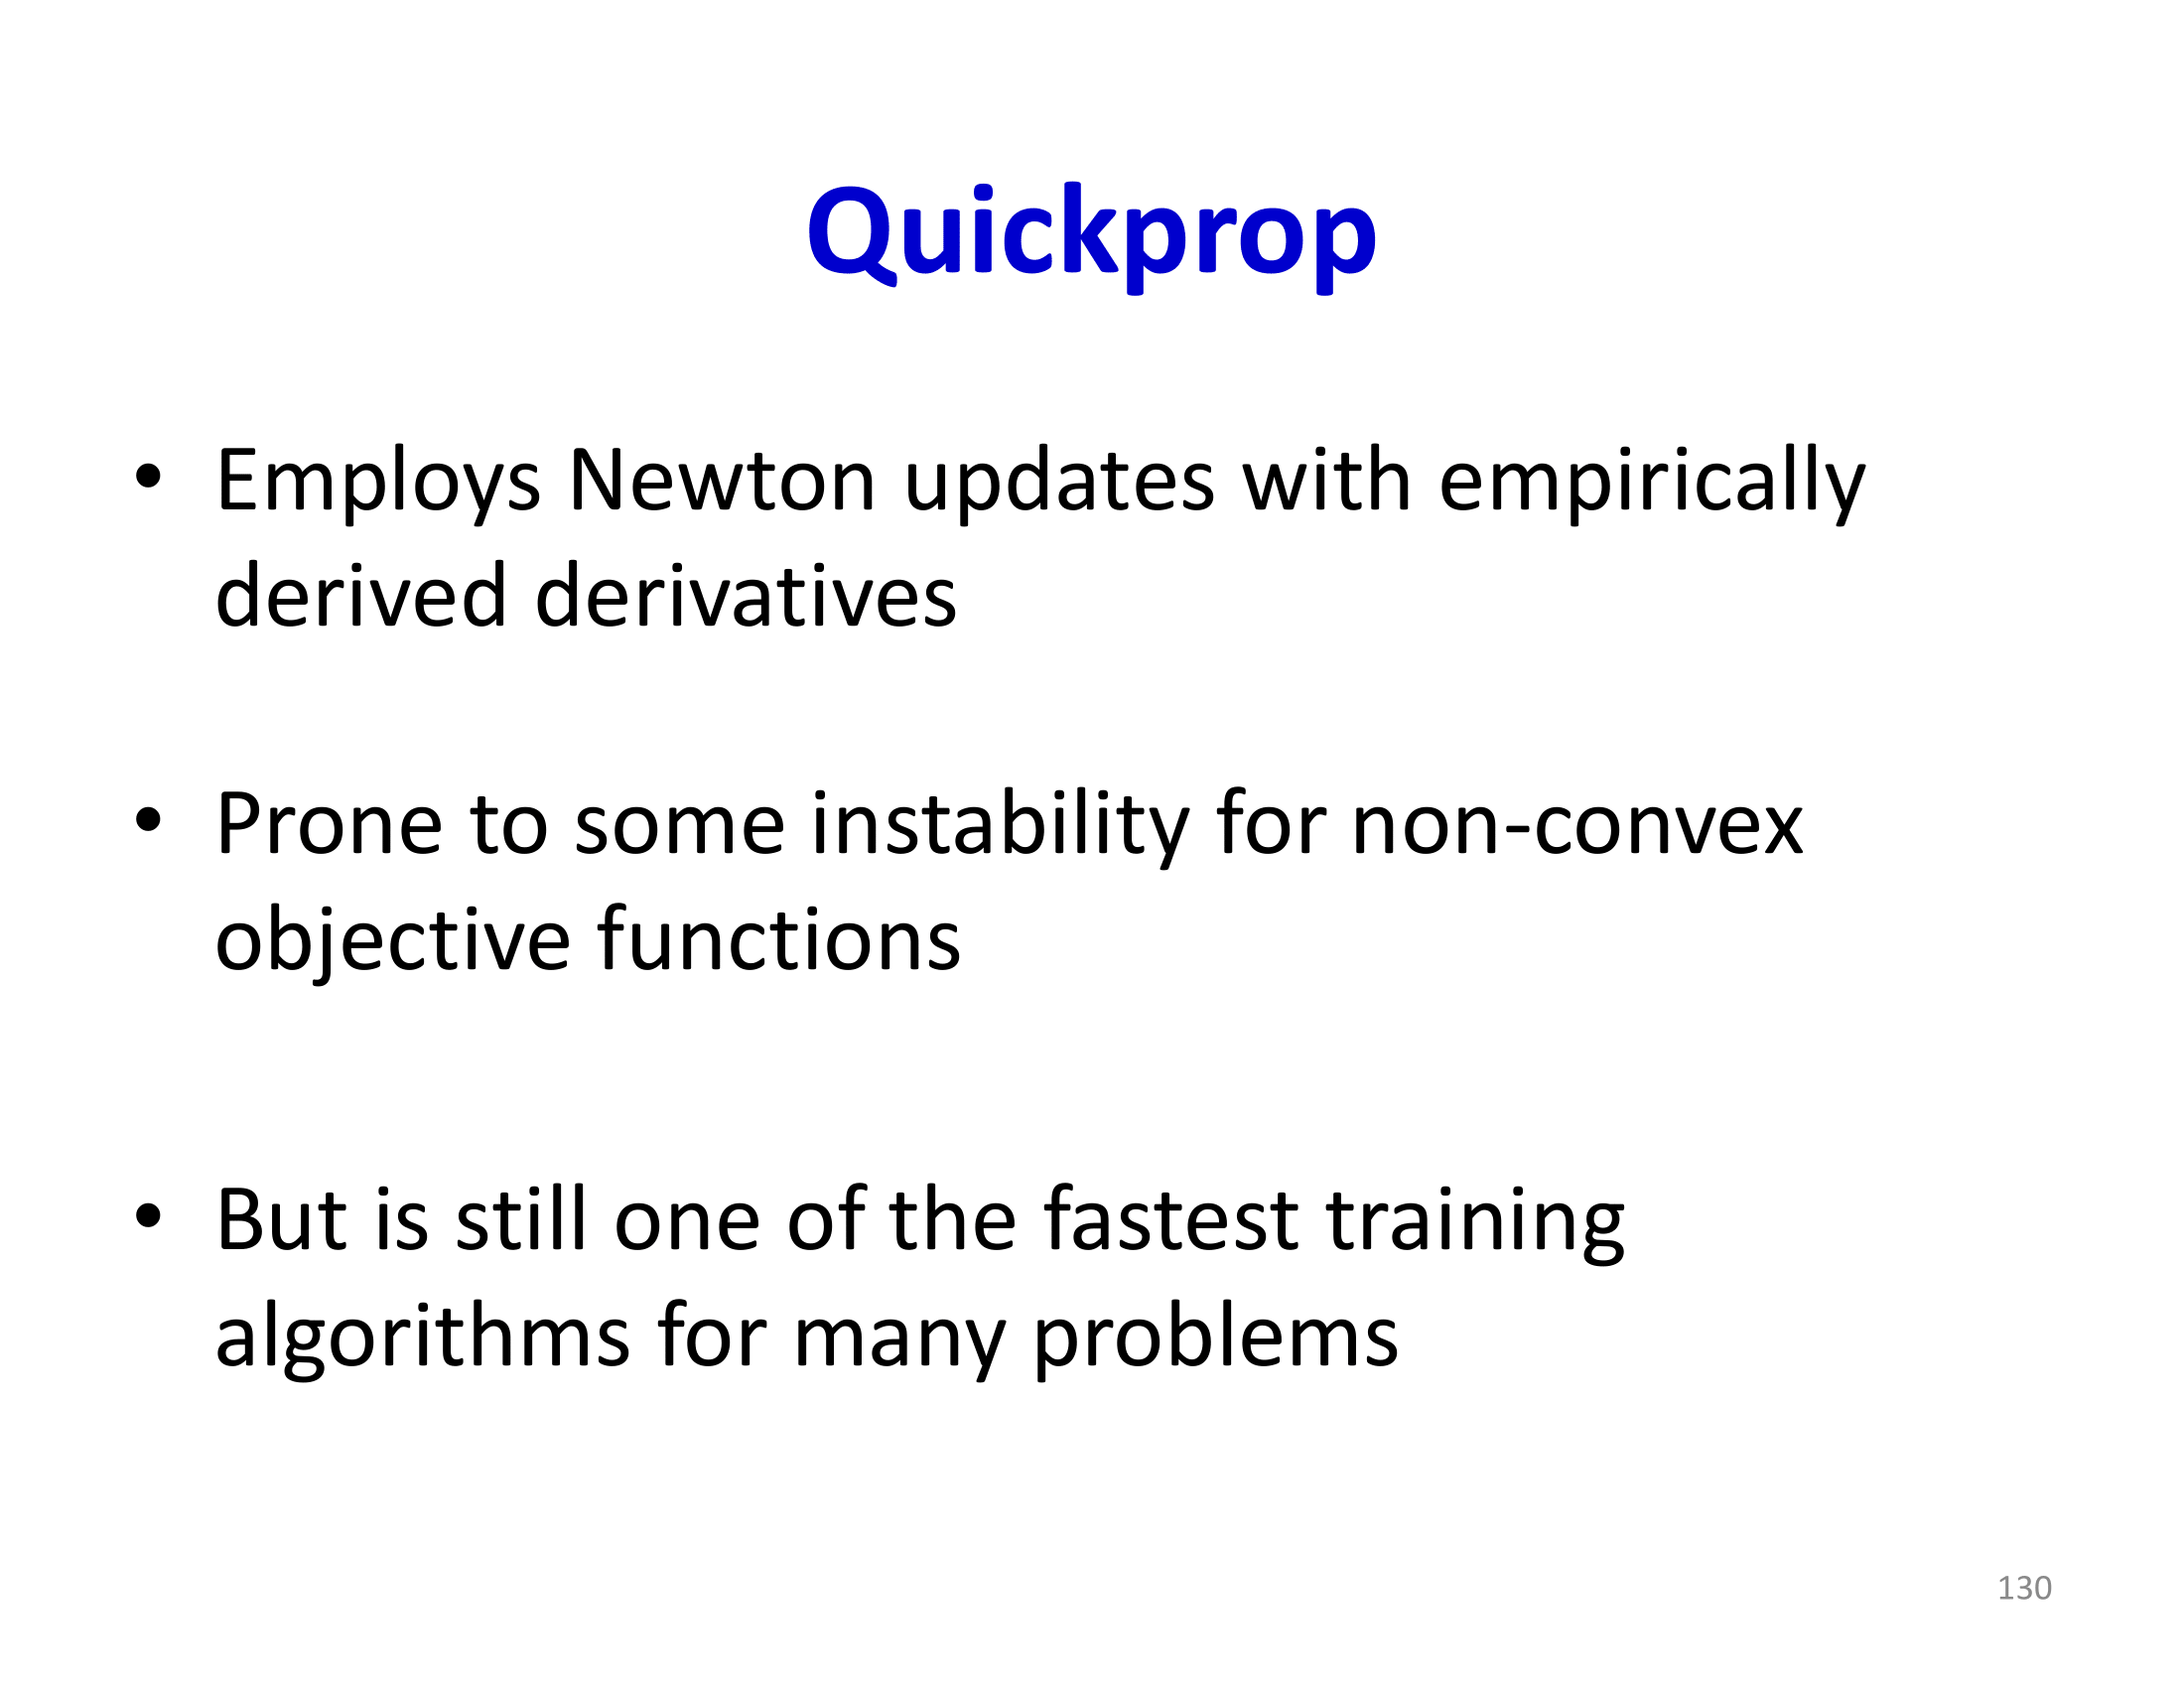 Quickprop
• Employs Newton updates with empirically
derived derivatives
• Prone to some instability for non-convex
objective functions
• But is still one of the fastest training
algorithms for many problems
130